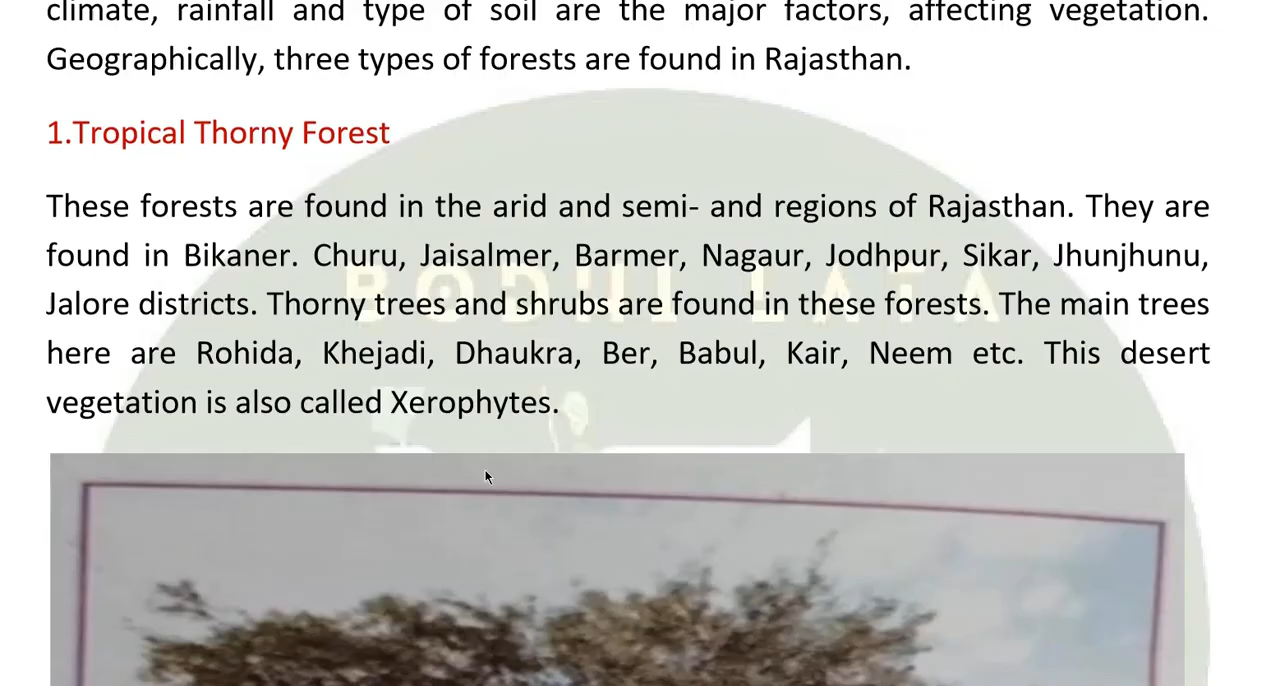 climate, rainfall and type of soil are the major factors, affecting vegetation.
Geographically, three types of forests are found in Rajasthan.
1.Tropical Thorny Forest
These forests are found in the arid and semi- and regions of Rajasthan. They are
found in Bikaner. Churu, Jaisalmer, Barmer, Nagaur, Jodhpur, Sikar, Jhunjhunu,
Jalore districts. Thorny trees and shrubs are found in these forests. The main trees
here are Rohida, Khejadi, Dhaukra, Ber, Babul, Kair, Neem etc. This desert
vegetation is also called Xerophytes.